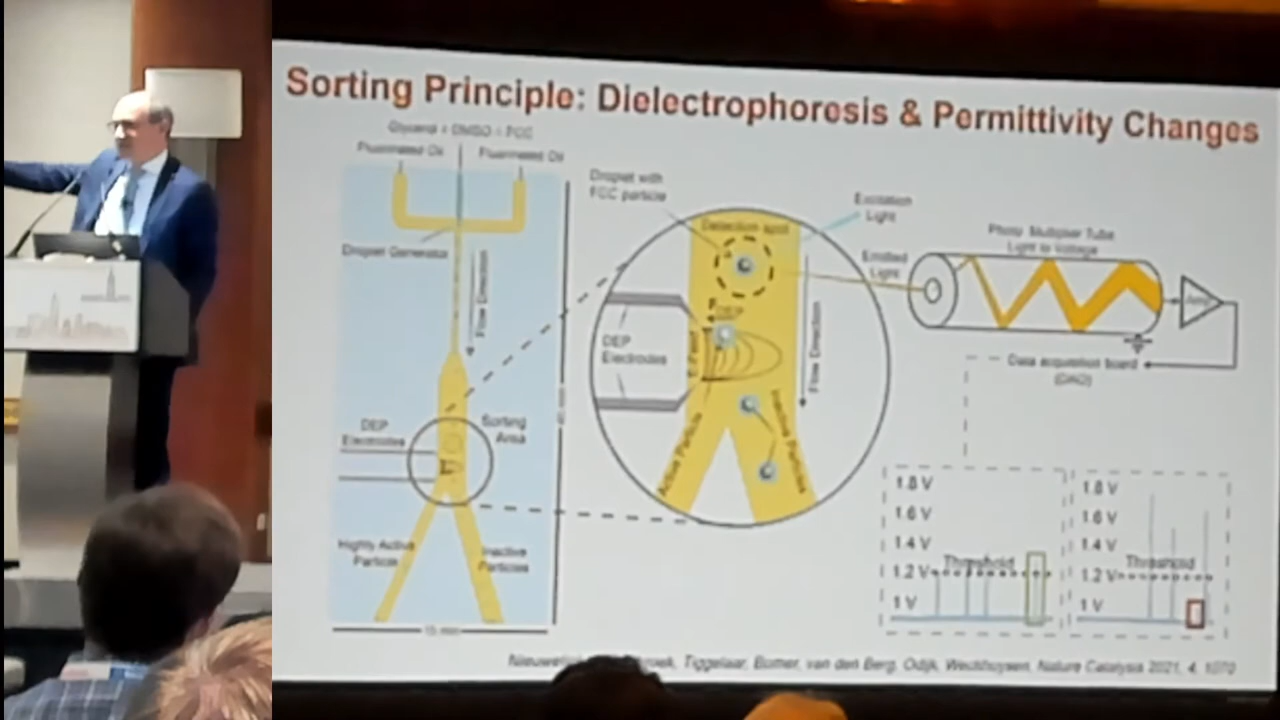 Sorting Principle: Dielectrophoresis & Permittivity Changes
Glycerol + DMSO + FCC
Fluorinated Oil
Fluorinated Oil
Droplet Generator
Flow Direction
DEP
Electrodes
Sorting
Area
Highly Active
Particle
Inactive
Particles
15 mm
Droplet with
FCC particle
Detection spot
Excitation
Light
Emitted
Light
DEP
Electrodes
Flow Direction
Active Particle
Inactive Particles
Photo Multiplier Tube
Light to Voltage
Data acquisition board
(DAQ)
1.8 V
1.6 V
1.4 V
1.2 V
Threshold
1 V
1.8 V
1.6 V
1.4 V
1.2 V
Threshold
1 V
Tiggelaar, Bomer, van den Berg, Odijk, Weckhuysen, Nature Catalysis 2021, 4, 1070